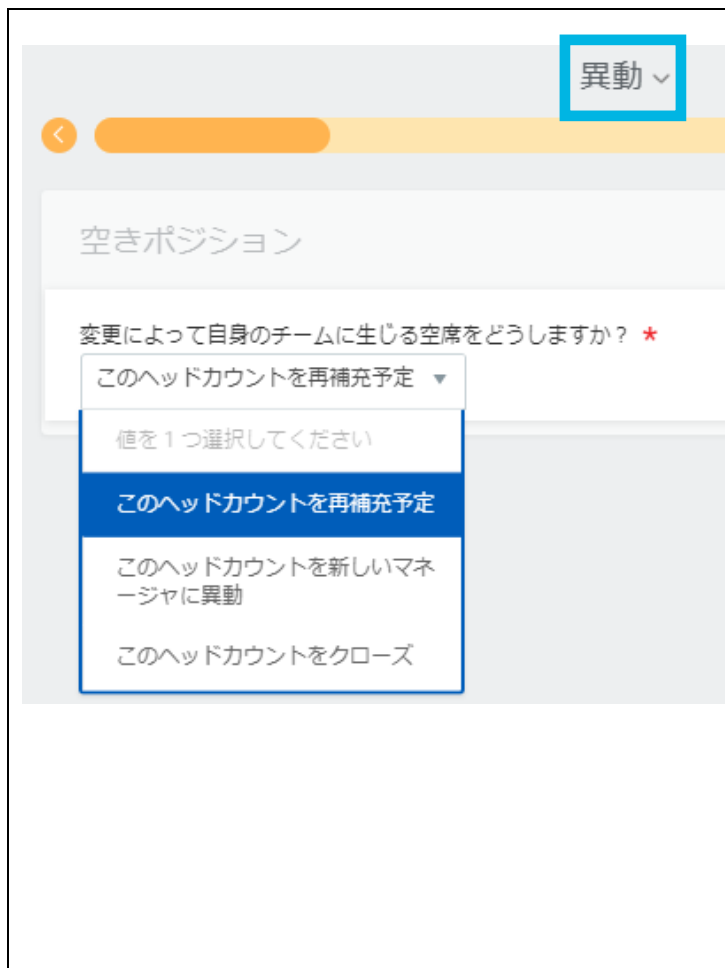 異動
空きポジション
変更によって自身のチームに生じる空席をどうしますか？ *
このヘッドカウントを再補充予定
値を１つ選択してください
このヘッドカウントを再補充予定
このヘッドカウントを新しいマネ
ージャに異動
このヘッドカウントをクローズ